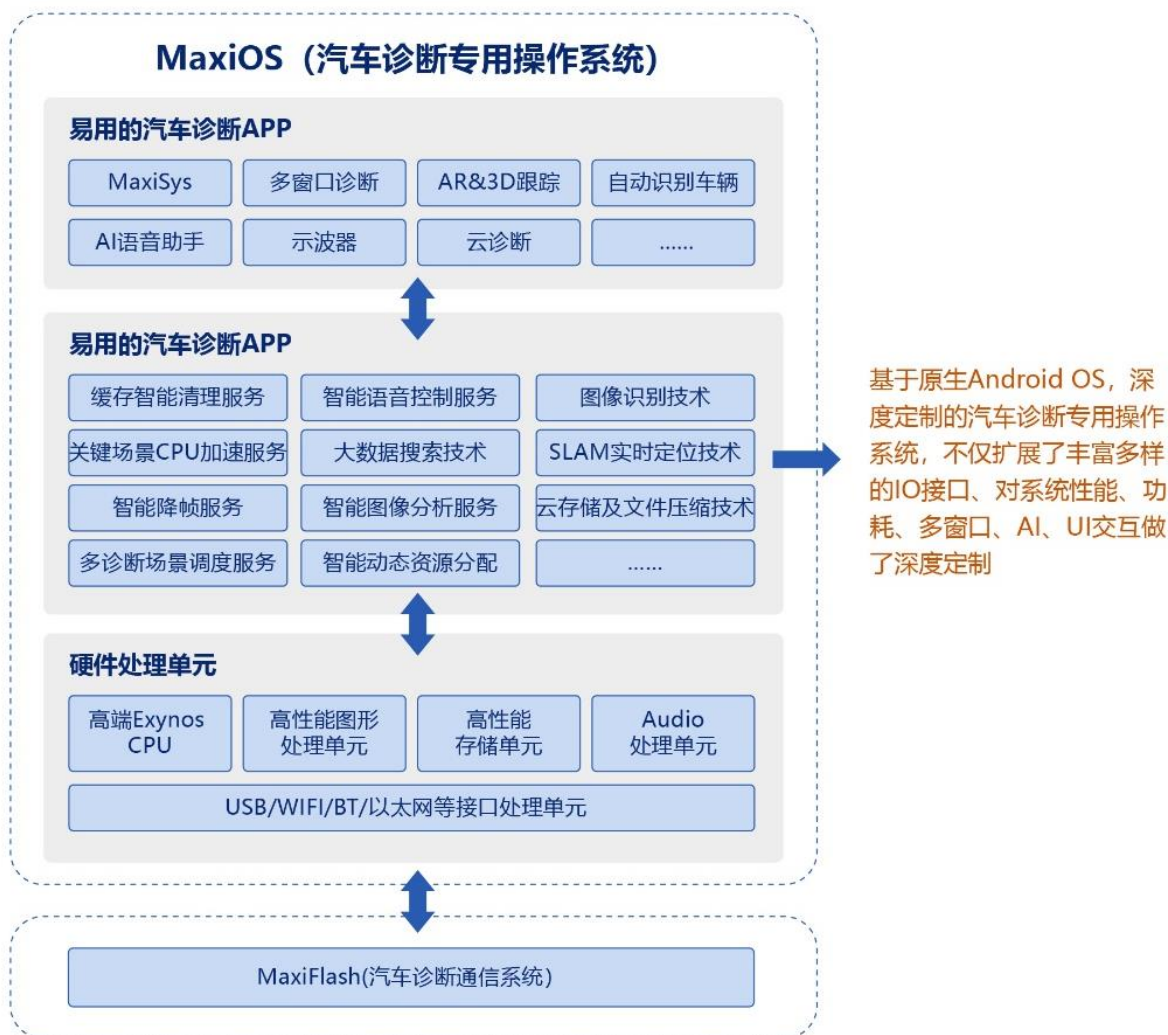 MaxiOS（汽车诊断专用操作系统）
易用的汽车诊断APP
MaxiSys
多窗口诊断
AR&3D跟踪
自动识别车辆
AI语音助手
示波器
云诊断
......
易用的汽车诊断APP
缓存智能清理服务
智能语音控制服务
图像识别技术
关键场景CPU加速服务
大数据搜索技术
SLAM实时定位技术
智能降帧服务
智能图像分析服务
云存储及文件压缩技术
多诊断场景调度服务
智能动态资源分配
......
基于原生Android OS，深
度定制的汽车诊断专用操作
系统，不仅扩展了丰富多样
的IO接口、对系统性能、功
耗、多窗口、AI、UI交互做
了深度定制
硬件处理单元
高端Exynos
CPU
高性能图形
处理单元
高性能
存储单元
Audio
处理单元
USB/WIFI/BT/以太网等接口处理单元
MaxiFlash(汽车诊断通信系统)